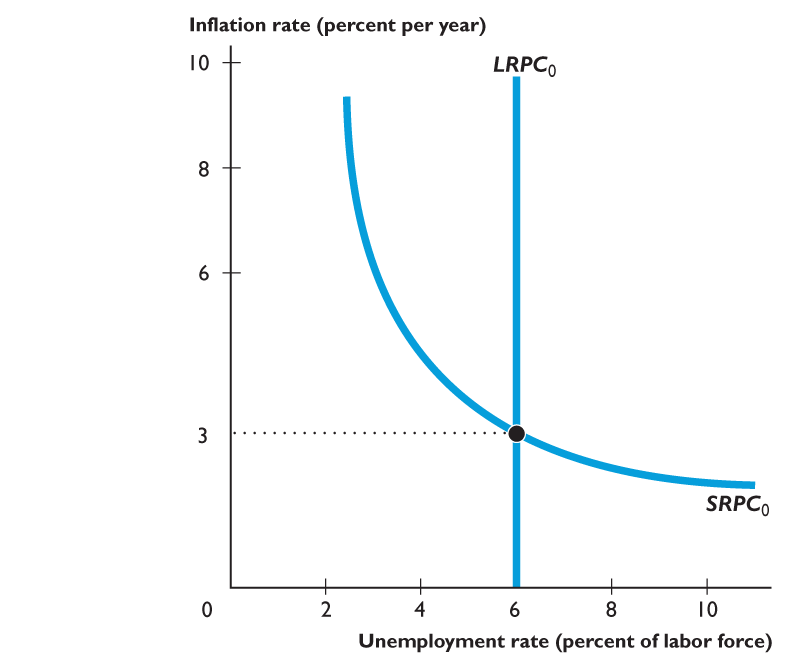 Inflation rate (percent per year)
10
LRPC₀
8
6
3
SRPC₀
0 2 4 6 8 10
Unemployment rate (percent of labor force)